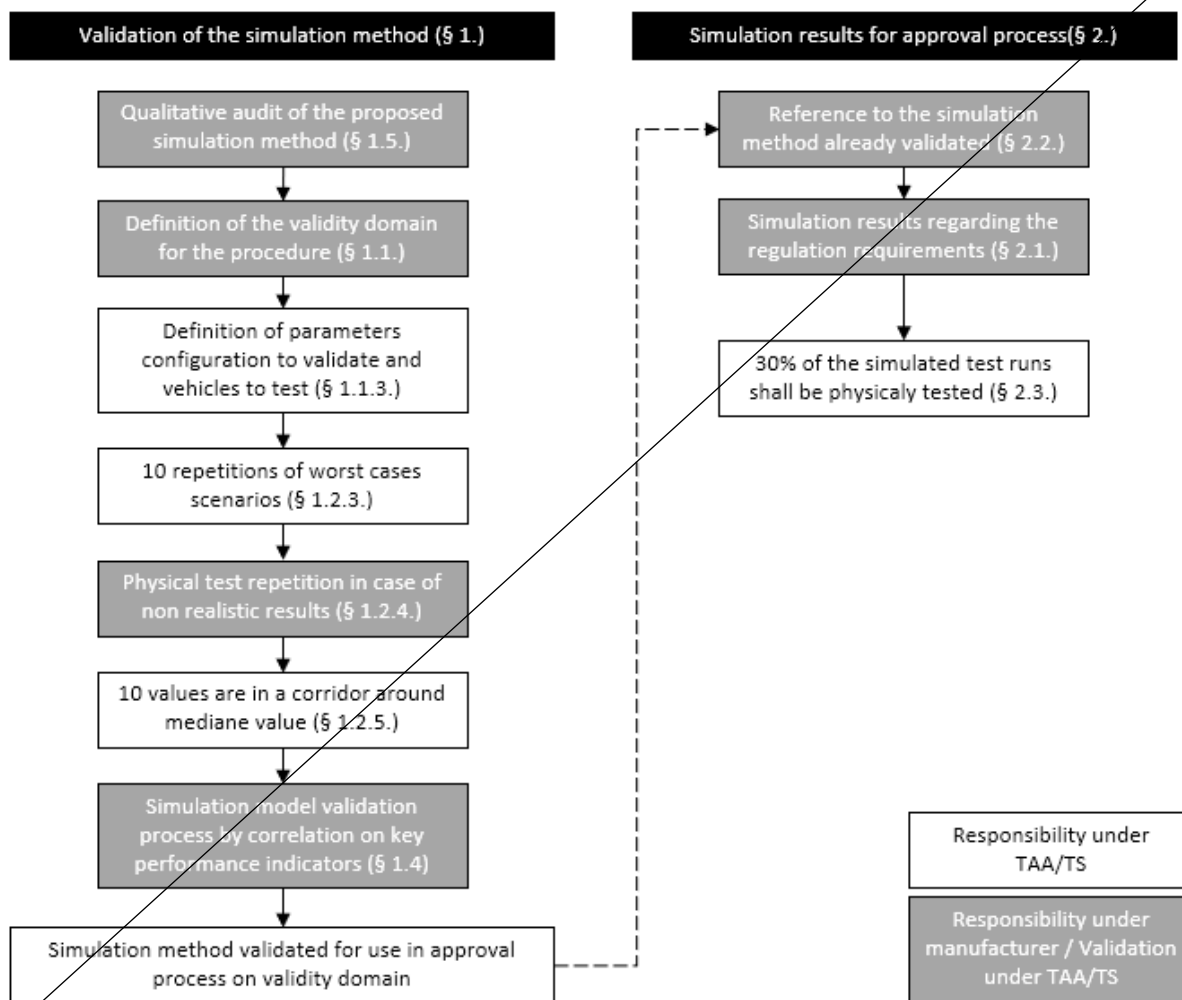 Validation of the simulation method (§ 1.)
Qualitative audit of the proposed
simulation method (§ 1.5.)
Definition of the validity domain
for the procedure (§ 1.1.)
Definition of parameters
configuration to validate and
vehicles to test (§ 1.1.3.)
10 repetitions of worst cases
scenarios (§ 1.2.3.)
Physical test repetition in case of
non realistic results (§ 1.2.4.)
10 values are in a corridor around
mediane value (§ 1.2.5.)
Simulation model validation
process by correlation on key
performance indicators (§ 1.4)
Simulation method validated for use in approval
process on validity domain
Simulation results for approval process(§ 2.)
Reference to the simulation
method already validated (§ 2.2.)
Simulation results regarding the
regulation requirements (§ 2.1.)
30% of the simulated test runs
shall be physicaly tested (§ 2.3.)
Responsibility under
TAA/TS
Responsibility under
manufacturer / Validation
under TAA/TS